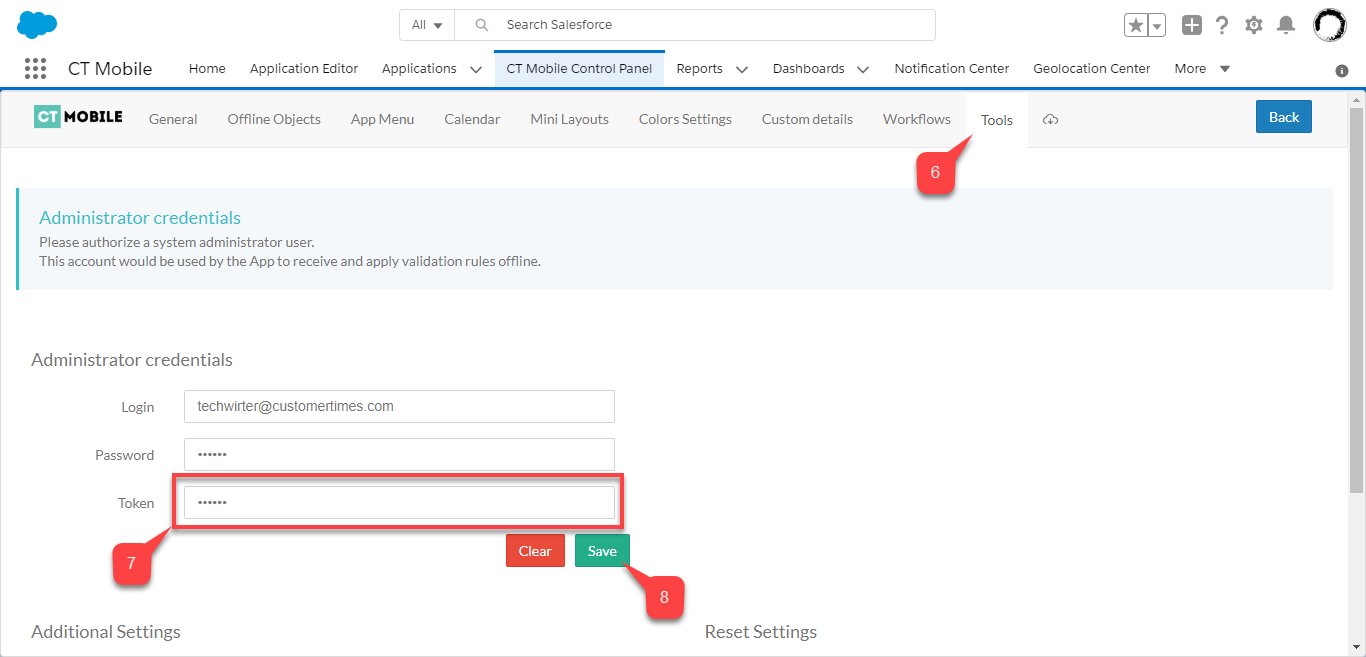 All
Search Salesforce
CT Mobile
Home
Application Editor
Applications
CT Mobile Control Panel
Reports
Dashboards
Notification Center
Geolocation Center
More
CT MOBILE
General
Offline Objects
App Menu
Calendar
Mini Layouts
Colors Settings
Custom details
Workflows
Tools
Back
6
Administrator credentials
Please authorize a system administrator user.
This account would be used by the App to receive and apply validation rules offline.
Administrator credentials
Login
techwirter@customertimes.com
Password
••••••
Token
••••••
7
Clear
Save
8
Additional Settings
Reset Settings